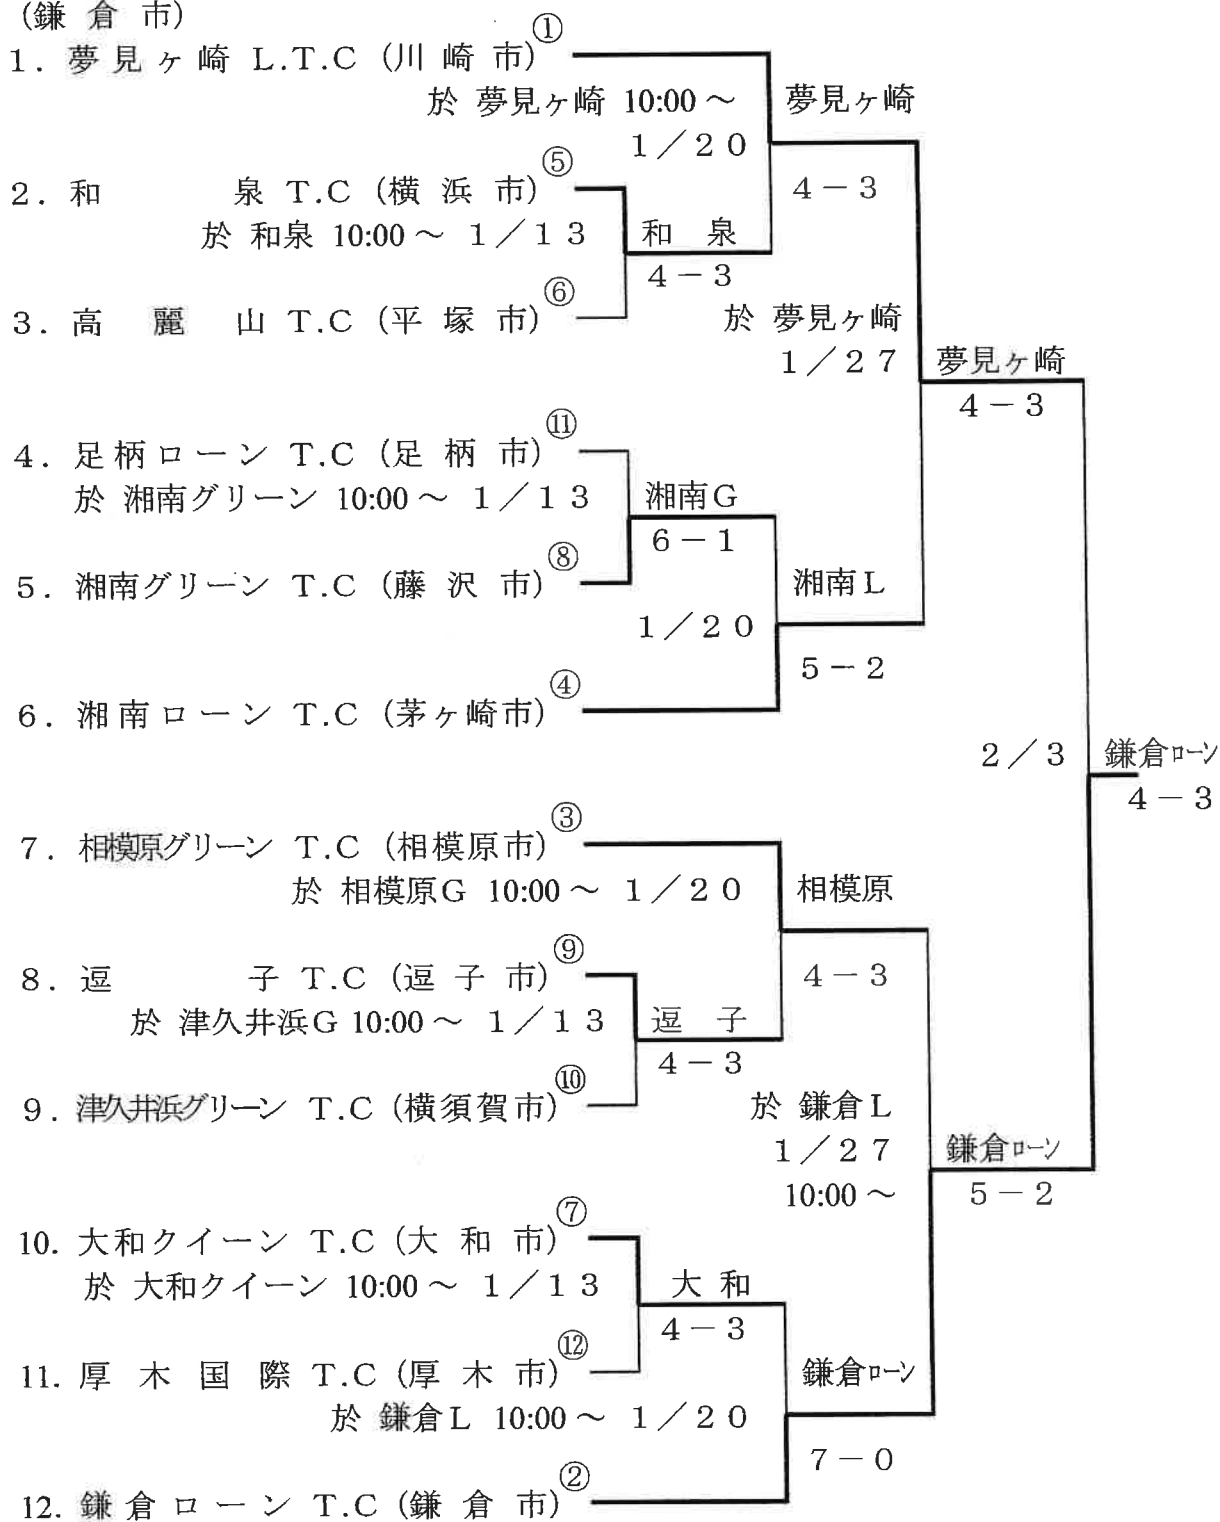 (鎌 倉 市)
①
1. 夢 見 ヶ 崎 L.T.C (川 崎 市)
於 夢見ヶ崎 10:00 ～
夢見ヶ崎
1／20
⑤
2. 和 泉 T.C (横 浜 市)
4－3
於 和泉 10:00 ～ 1／13
和 泉
4－3
⑥
3. 高 麗 山 T.C (平 塚 市)
於 夢見ヶ崎
1／27
夢見ヶ崎
4－3
⑪
4. 足 柄 ロ ー ン T.C (足 柄 市)
於 湘南グリーン 10:00 ～ 1／13
湘南G
6－1
⑧
5. 湘南グリーン T.C (藤 沢 市)
湘南L
1／20
5－2
④
6. 湘 南 ロ ー ン T.C (茅ヶ崎市)
2／3
鎌倉ローン
4－3
③
7. 相模原グリーン T.C (相模原市)
於 相模原G 10:00 ～ 1／20
相模原
⑨
8. 逗 子 T.C (逗 子 市)
4－3
於 津久井浜G 10:00 ～ 1／13
逗 子
4－3
⑩
9. 津久井浜グリーン T.C (横須賀市)
於 鎌倉L
1／27
10:00 ～
鎌倉ローン
5－2
⑦
10. 大和クイーン T.C (大 和 市)
於 大和クイーン 10:00 ～ 1／13
大 和
4－3
⑫
11. 厚 木 国 際 T.C (厚 木 市)
鎌倉ローン
於 鎌倉L 10:00 ～ 1／20
7－0
②
12. 鎌 倉 ロ ー ン T.C (鎌 倉 市)